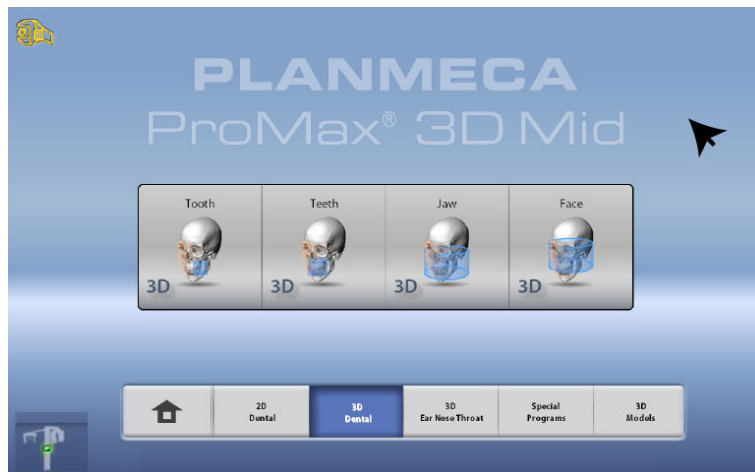 PLANMECA
ProMax® 3D Mid
Tooth Teeth Jaw Face
3D 3D 3D 3D
2D 3D 3D Special 3D
Dental Dental Ear Nose Throat Programs Models